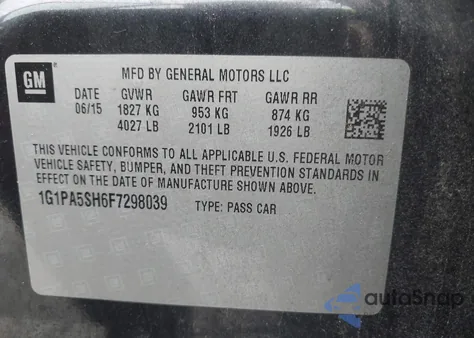 GM
MFD BY GENERAL MOTORS LLC
DATE GVWR GAWR FRT GAWR RR
06/15 1827 KG 953 KG 874 KG
4027 LB 2101 LB 1926 LB
THIS VEHICLE CONFORMS TO ALL APPLICABLE U.S. FEDERAL MOTOR
VEHICLE SAFETY, BUMPER, AND THEFT PREVENTION STANDARDS IN
EFFECT ON THE DATE OF MANUFACTURE SHOWN ABOVE.
1G1PA5SH6F7298039 TYPE: PASS CAR
autoSnap